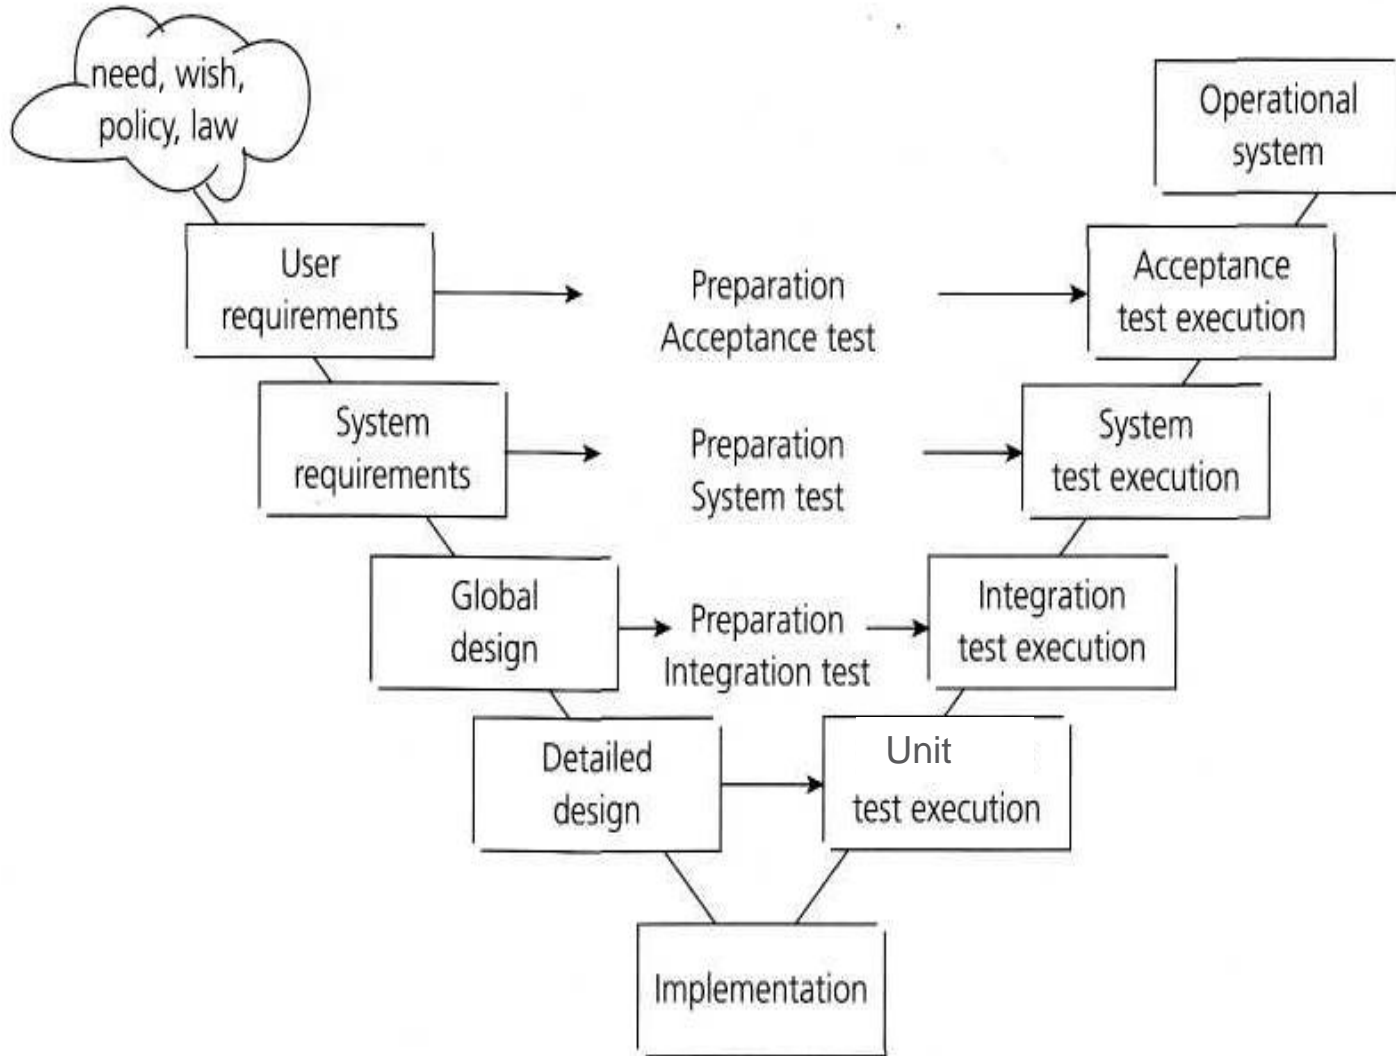 need, wish,
policy, law
Operational
system
User
requirements
Preparation
Acceptance test
Acceptance
test execution
System
requirements
Preparation
System test
System
test execution
Global
design
Preparation
Integration test
Integration
test execution
Detailed
design
Unit
test execution
Implementation